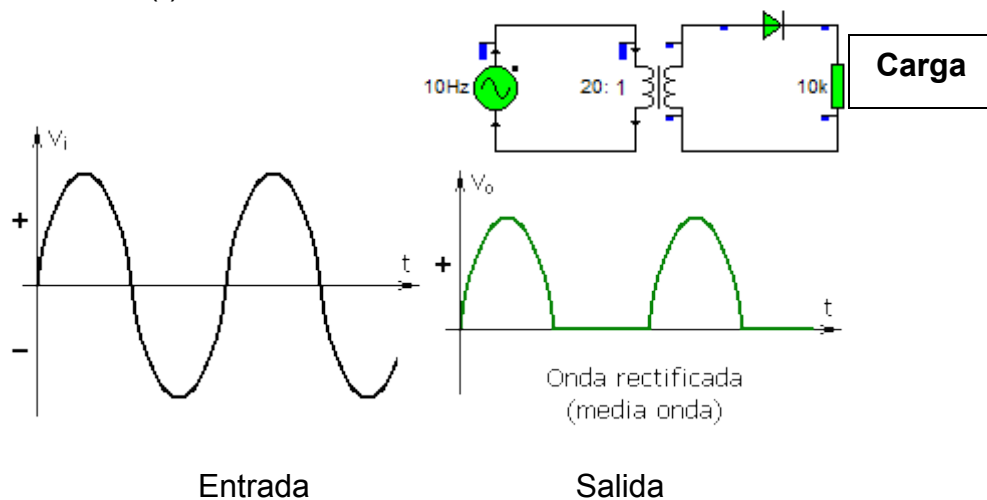 10Hz
20: 1
10k
Carga
Vi
+
t
−
Vo
+
t
Onda rectificada
(media onda)
Entrada
Salida